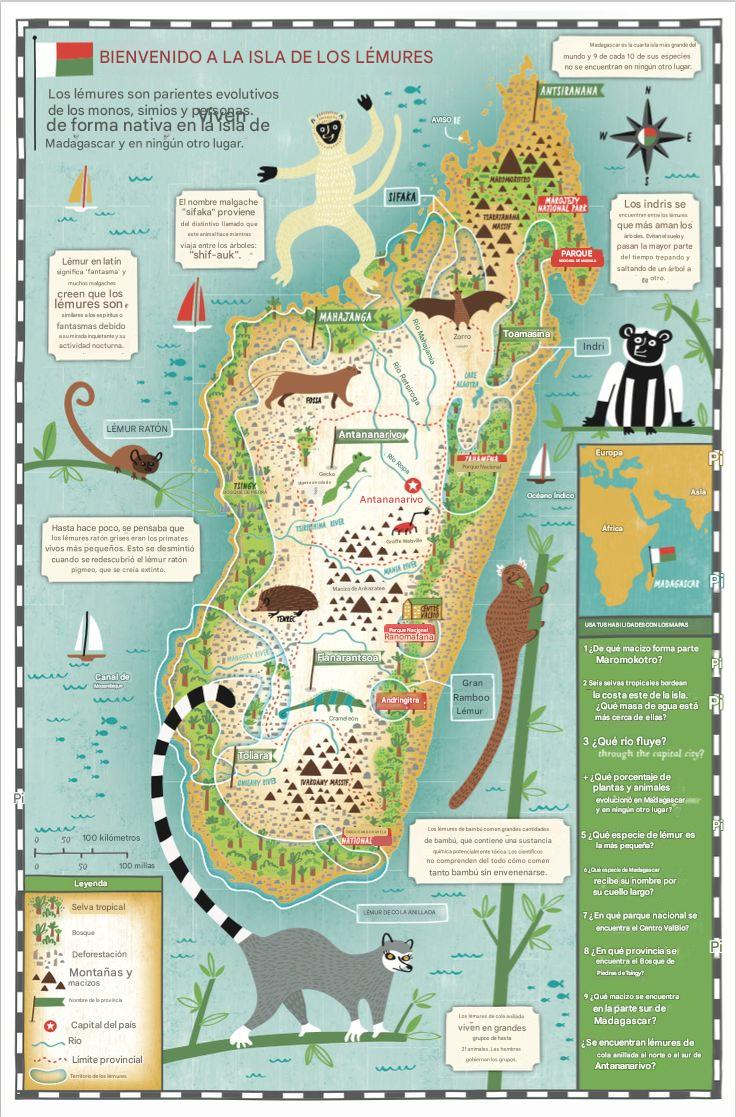 BIENVENIDO A LA ISLA DE LOS LÉMURES
Los lémures son parientes evolutivos
de los monos, simios y personas.
Viven
de forma nativa en la isla de
Madagascar y en ningún otro lugar.
Madagascar es la cuarta isla más grande del
mundo y 9 de cada 10 de sus especies
no se encuentran en ningún otro lugar.
N
W
E
S
ANTSIRANANA
AVISO
BE
MAROMOKOTRO
TSARATANANA
MASSIF
MAROJEJY
NATIONAL PARK
PARQUE
SIFAKA
El nombre malgache
"sifaka" proviene
del distintivo llamado que
este animal hace mientras
viaja entre los árboles:
"shif-auk".
Los indris se
encuentran entre los lémures
que más aman los
árboles. Evitan el suelo y
pasan la mayor parte
del tiempo trepando y
saltando de un árbol a
otro.
Lémur en latín
significa 'fantasma' y
muchos malgaches
creen que los
lémures son
similares a los espíritus o
fantasmas debido
a su mirada inquietante y su
actividad nocturna.
MAHAJANGA
Zorro
Río Mahajamba
Río Betsiboga
Toamasina
Indri
LAKE
ALAOTRA
FOSSA
LÉMUR RATÓN
Antananarivo
Gecko
Río Ikopa
TSINGY
BOSQUE DE PIEDRA
ZAHAMENA
Parque Nacional
Antananarivo
Océano Índico
Europa
Asia
África
MADAGASCAR
Hasta hace poco, se pensaba que
los lémures ratón grises eran los primates
vivos más pequeños. Esto se desmintió
cuando se redescubrió el lémur ratón
pigmeo, que se creía extinto.
TSIRIBIHINA RIVER
MANIA RIVER
TENREC
CENTRE
VALBIO
Parque Nacional
Ranomafana
USA TUS HABILIDADES CON LOS MAPAS
MANGOKY RIVER
Fianarantsoa
Canal de
Mozambique
Gran
Ramboo
Lémur
Andringitra
Camaleón
Toliara
ONILAHY RIVER
IVAKOANY MASSIF
NATIONAL
1 ¿De qué macizo forma parte
Maromokotro?
2 Seis selvas tropicales bordean
la costa este de la isla.
¿Qué masa de agua está
más cerca de ellas?
3 ¿Qué río fluye?
through the capital city?
+ ¿Qué porcentaje de
plantas y animales
evolucionó en Madagascar
y en ningún otro lugar?
5 ¿Qué especie de lémur es
la más pequeña?
6 ¿Qué especie de Madagascar
recibe su nombre por
su cuello largo?
7 ¿En qué parque nacional se
encuentra el Centro ValBio?
8 ¿En qué provincia se
encuentra el Bosque de
Piedras de Tsingy?
9 ¿Qué macizo se encuentra
en la parte sur de
Madagascar?
¿Se encuentran lémures de
cola anillada al norte o al sur de
Antananarivo?
Pi
Pi
Pi
Pi
Pi
Pi
Pi
Los lémures de bambú comen grandes cantidades
de bambú, que contiene una sustancia
química potencialmente tóxica. Los científicos
no comprenden del todo cómo comen
tanto bambú sin envenenarse.
0 50 100 kilómetros
0 50 100 millas
Leyenda
Selva tropical
Bosque
Deforestación
Montañas y
macizos
Nombre de la provincia
Capital del país
Río
Límite provincial
Territorio de los lémures
LÉMUR DE COLA ANILLADA
Los lémures de cola anillada
viven en grandes
grupos de hasta
21 animales. Las hembras
gobiernan los grupos.